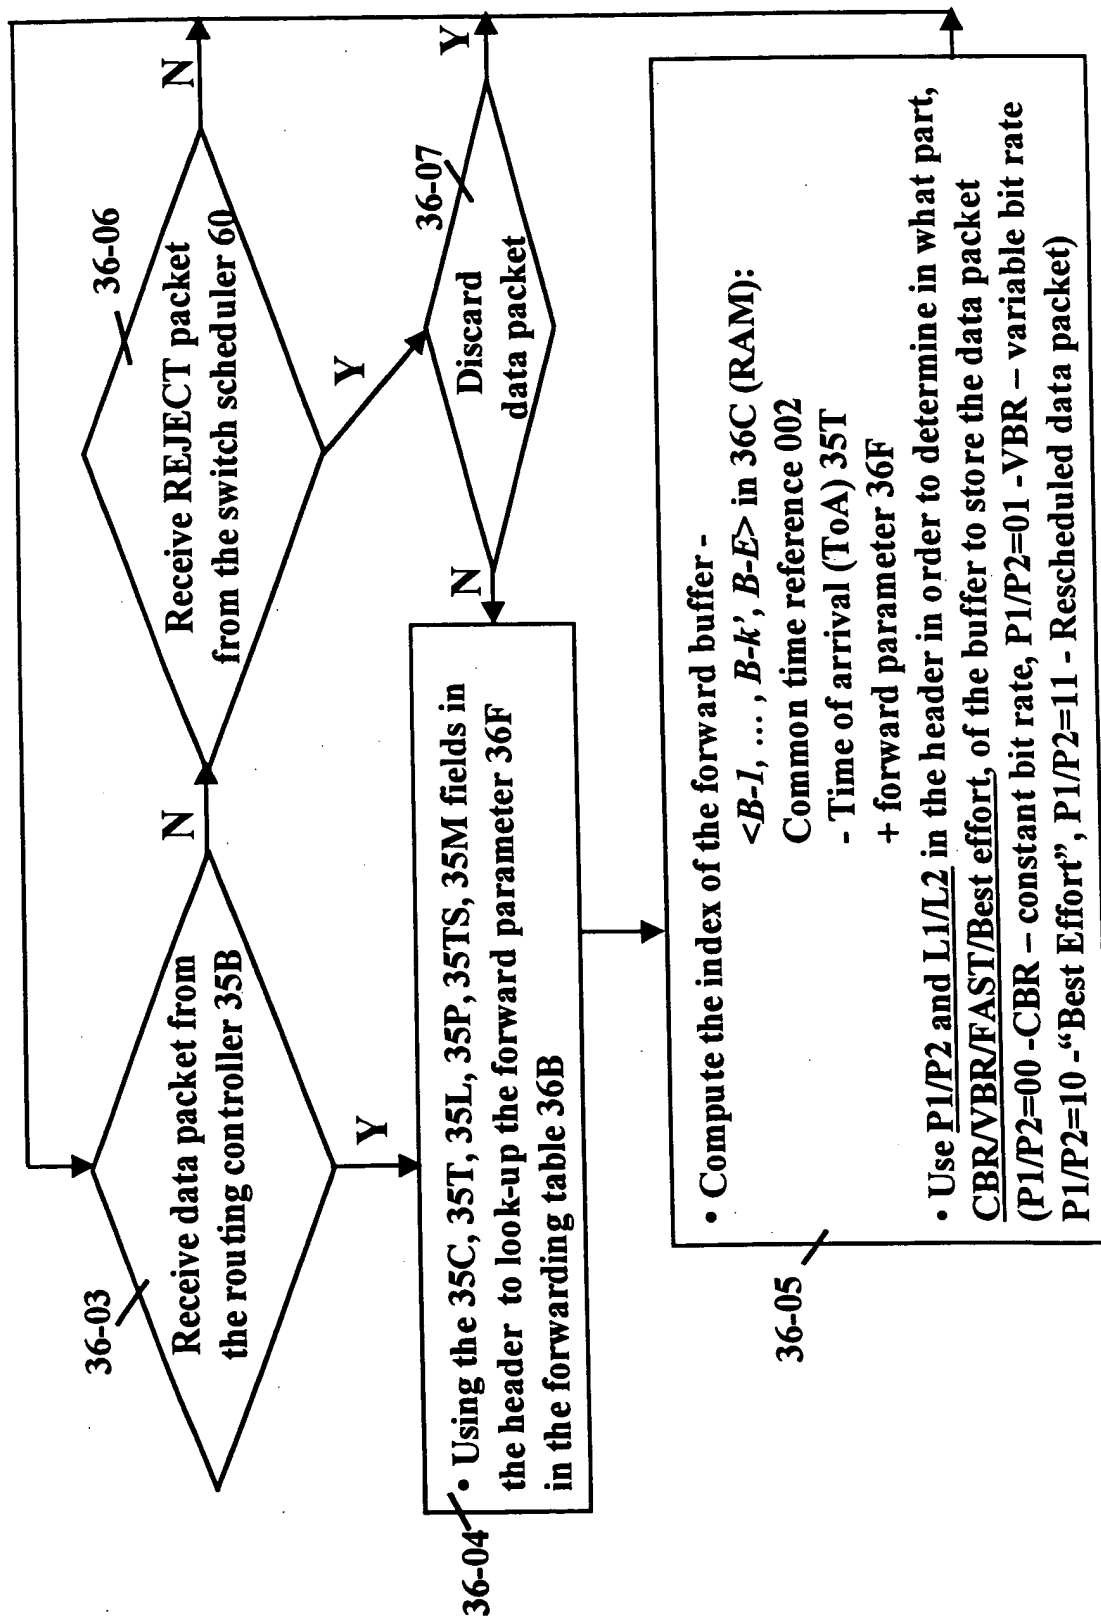 36-03
Receive data packet from
the routing controller 35B
N
Y
36-06
Receive REJECT packet
from the switch scheduler 60
N
Y
36-04
• Using the 35C, 35T, 35L, 35P, 35TS, 35M fields in
the header to look-up the forward parameter 36F
in the forwarding table 36B
N
36-07
Discard
data packet
Y
36-05
• Compute the index of the forward buffer -
<B-1, ... , B-k', B-E> in 36C (RAM):
Common time reference 002
- Time of arrival (ToA) 35T
+ forward parameter 36F
• Use P1/P2 and L1/L2 in the header in order to determine in what part,
CBR/VBR/FAST/Best effort, of the buffer to store the data packet
(P1/P2=00 -CBR – constant bit rate, P1/P2=01 -VBR – variable bit rate
P1/P2=10 -“Best Effort”, P1/P2=11 - Rescheduled data packet)